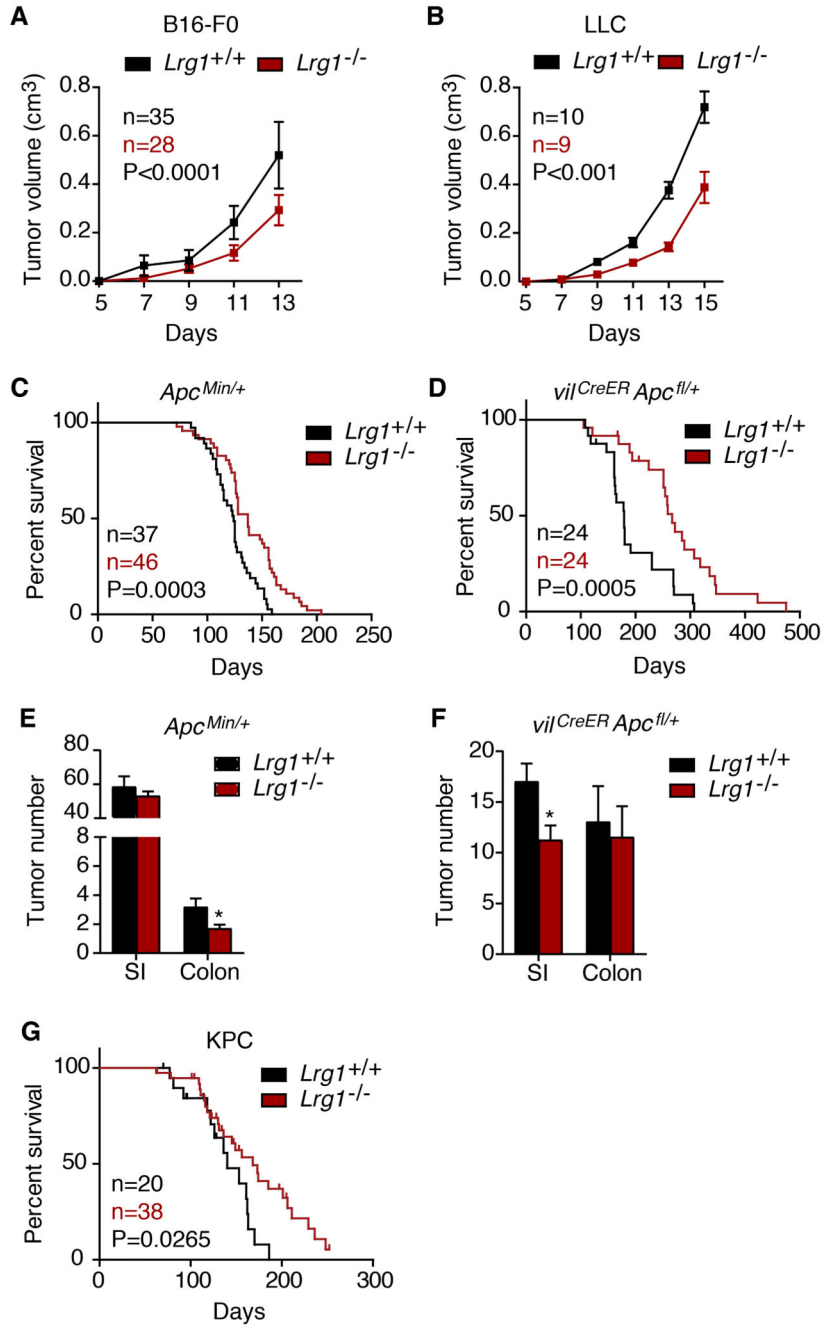 A
B16-F0
Lrg1+/+ Lrg1-/-
Tumor volume (cm3)
0.8
0.6
0.4
0.2
0.0
n=35
n=28
P<0.0001
5 7 9 11 13
Days
B
LLC
Lrg1+/+ Lrg1-/-
Tumor volume (cm3)
0.8
0.6
0.4
0.2
0.0
n=10
n=9
P<0.001
5 7 9 11 13 15
Days
C
ApcMin/+
Lrg1+/+
Lrg1-/-
Percent survival
100
50
0
n=37
n=46
P=0.0003
0 50 100 150 200 250
Days
D
vilCreER Apcfl/+
Lrg1+/+
Lrg1-/-
Percent survival
100
50
0
n=24
n=24
P=0.0005
0 100 200 300 400 500
Days
E
ApcMin/+
Lrg1+/+
Lrg1-/-
Tumor number
80
60
40
8
6
4
2
0
*
SI Colon
F
vilCreER Apcfl/+
Lrg1+/+
Lrg1-/-
Tumor number
20
15
10
5
0
*
SI Colon
G
KPC
Lrg1+/+
Lrg1-/-
Percent survival
100
50
0
n=20
n=38
P=0.0265
0 100 200 300
Days